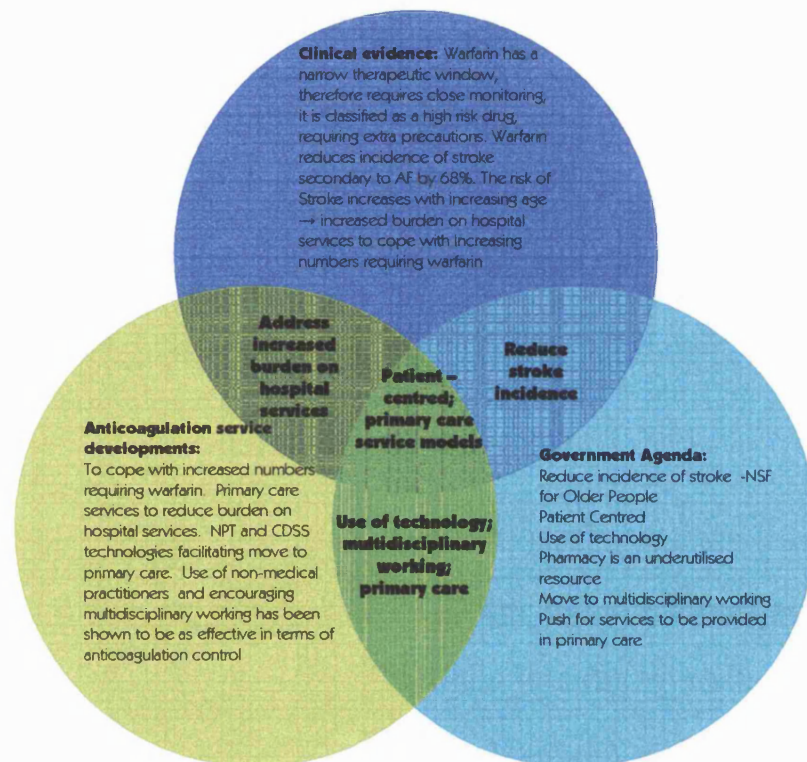 Clinical evidence: Warfarin has a
narrow therapeutic window,
therefore requires close monitoring,
it is classified as a high risk drug,
requiring extra precautions. Warfarin
reduces incidence of stroke
secondary to AF by 68%. The risk of
Stroke increases with increasing age
→ increased burden on hospital
services to cope with increasing
numbers requiring warfarin
Address
increased
burden on
hospital
services
Patient –
centred;
primary care
service models
Reduce
stroke
incidence
Anticoagulation service
developments:
To cope with increased numbers
requiring warfarin. Primary care
services to reduce burden on
hospital services. NPT and CDSS
technologies facilitating move to
primary care. Use of non-medical
practitioners and encouraging
multidisciplinary working has been
shown to be as effective in terms of
anticoagulation control
Use of technology;
multidisciplinary
working;
primary care
Government Agenda:
Reduce incidence of stroke -NSF
for Older People
Patient Centred
Use of technology
Pharmacy is an underutilised
resource
Move to multidisciplinary working
Push for services to be provided
in primary care